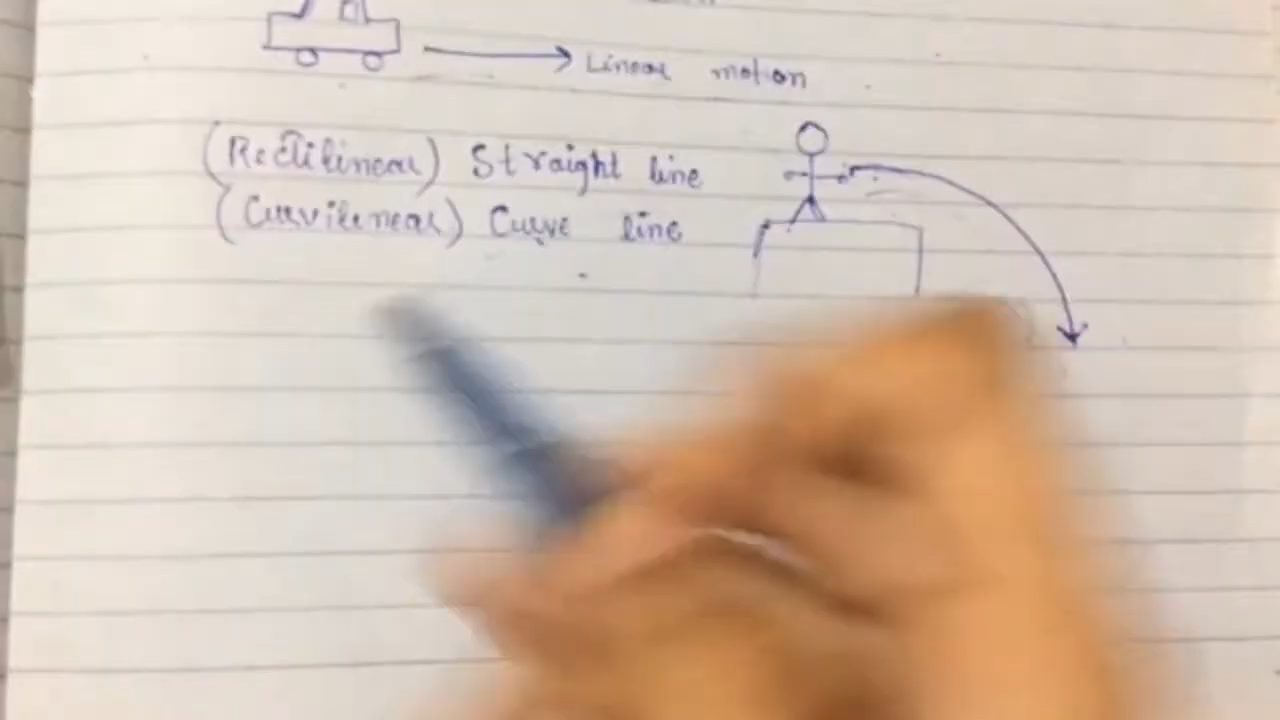 Linear motion
(Rectilinear) Straight line
(Curvilinear) Curve line